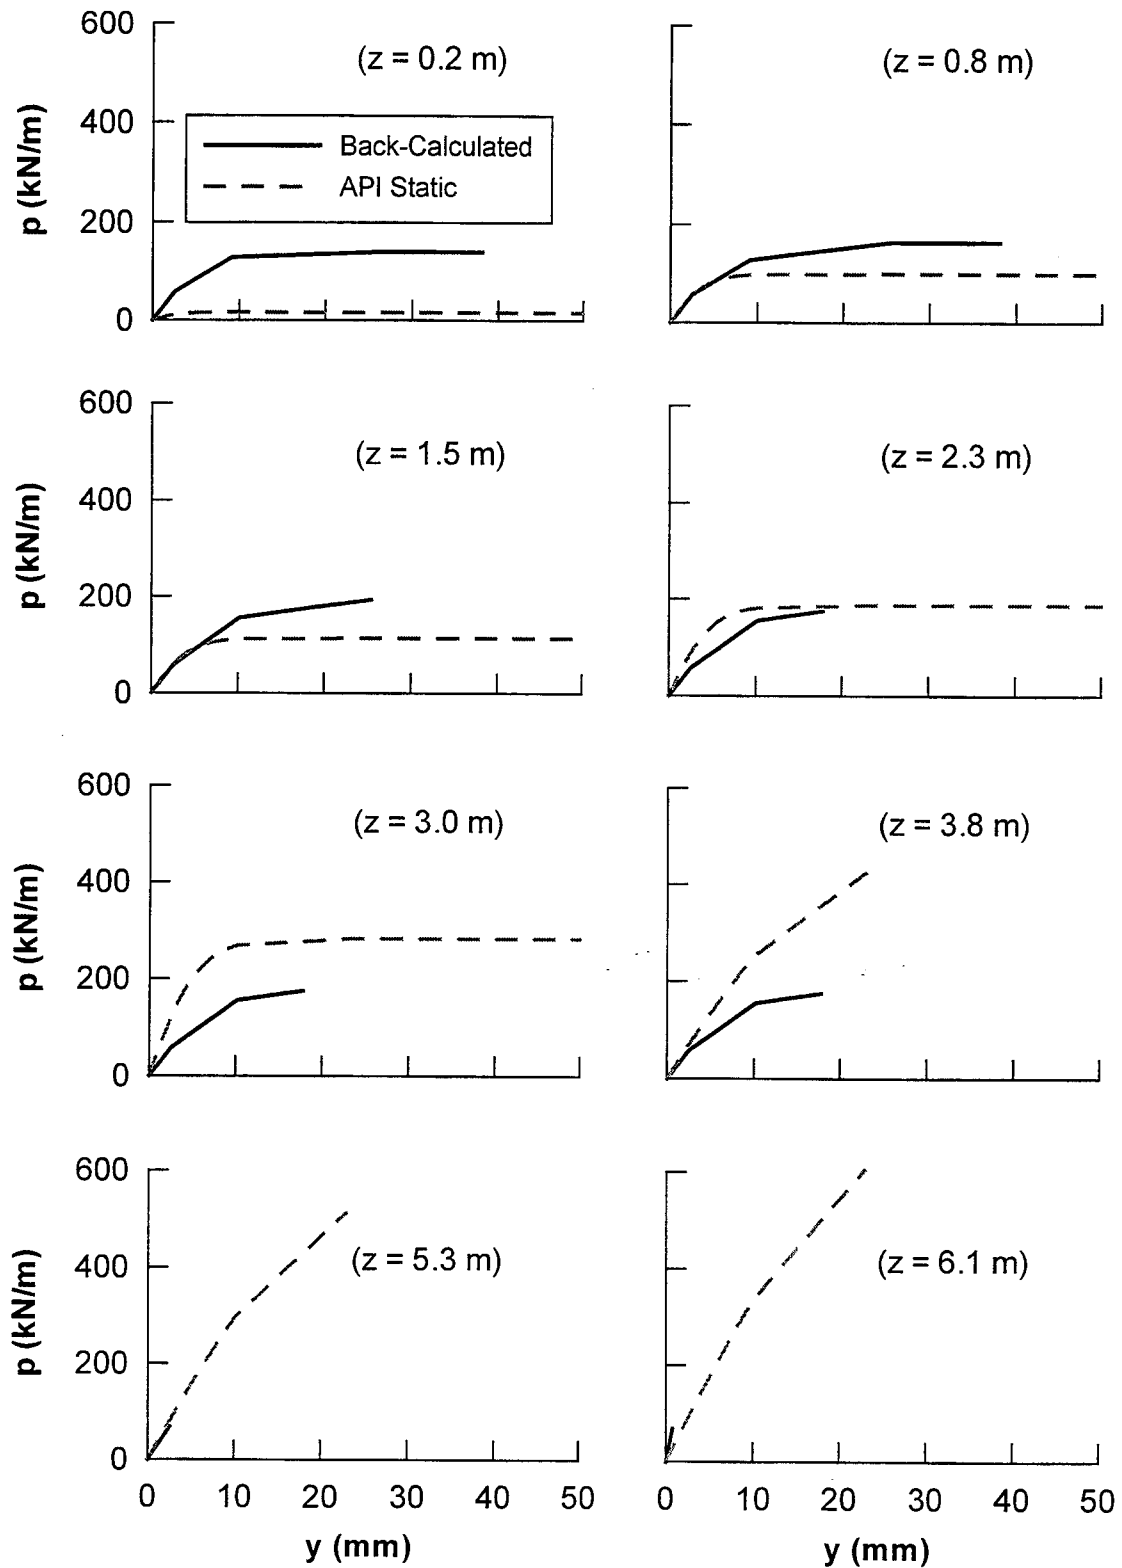 600
400
200
0
p (kN/m)
(z = 0.2 m)
Back-Calculated
API Static
(z = 0.8 m)
600
400
200
0
p (kN/m)
(z = 1.5 m)
(z = 2.3 m)
600
400
200
0
p (kN/m)
(z = 3.0 m)
(z = 3.8 m)
600
400
200
0
p (kN/m)
(z = 5.3 m)
(z = 6.1 m)
0 10 20 30 40 50
y (mm)
0 10 20 30 40 50
y (mm)